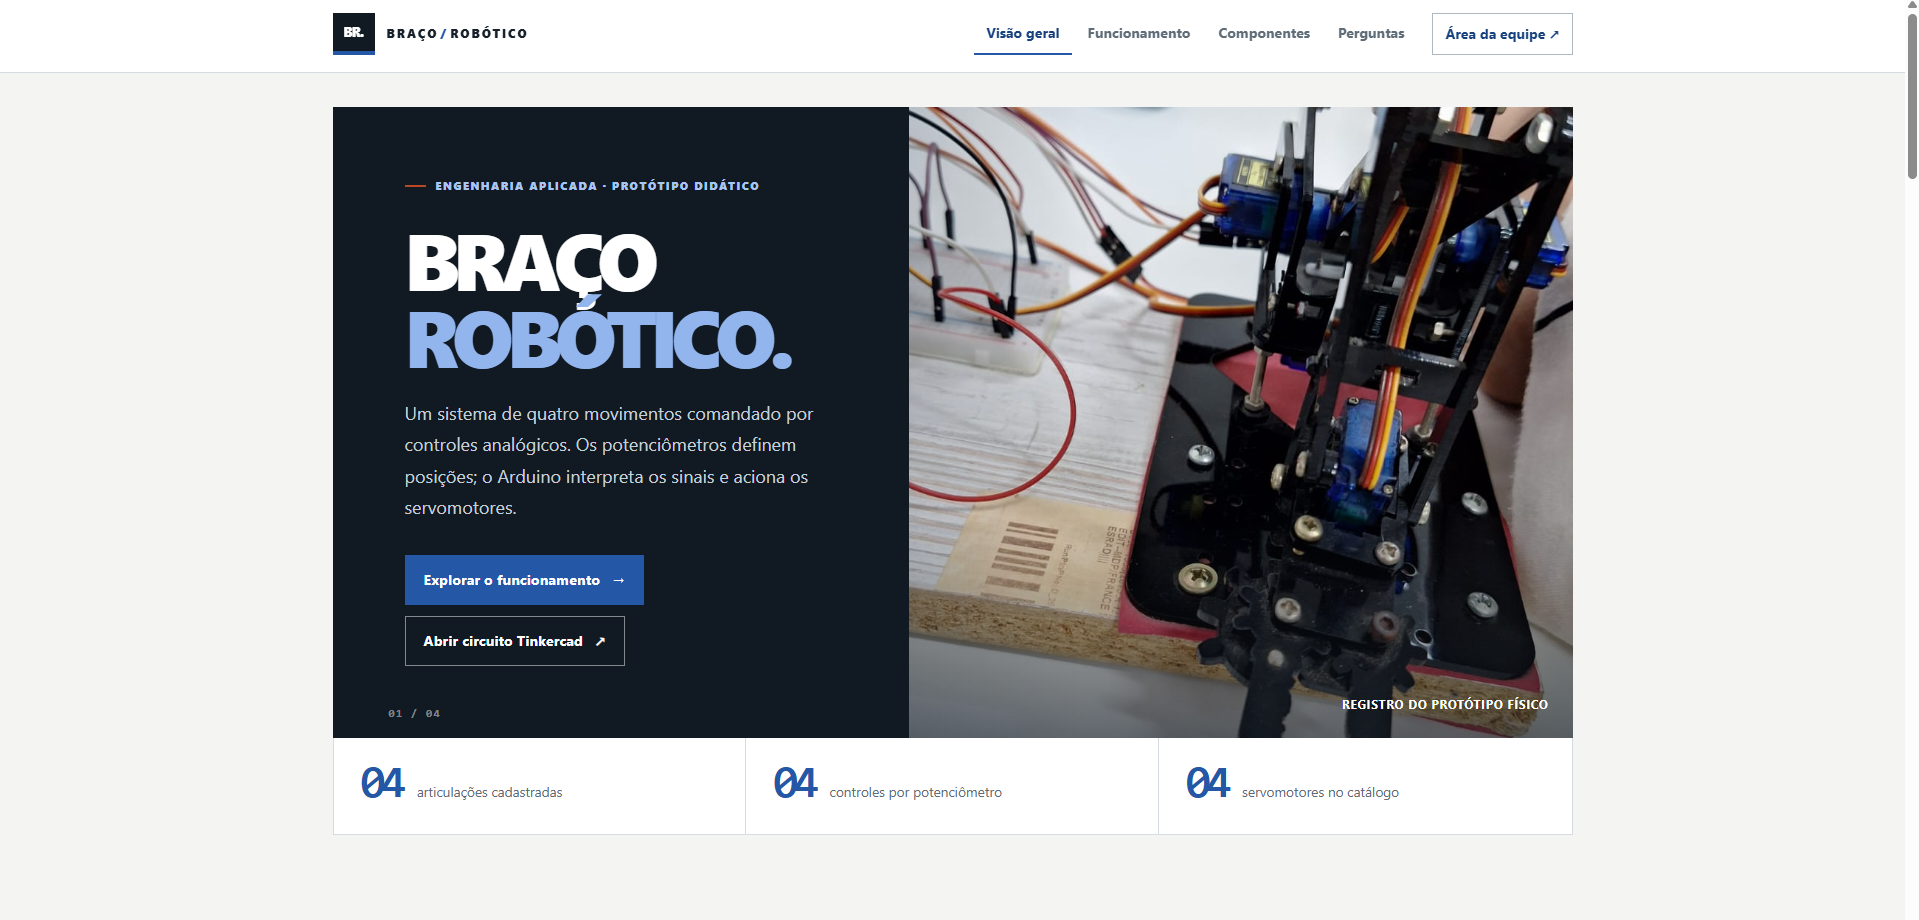 BR.
BRAÇO/ROBÓTICO
Visão geral
Funcionamento
Componentes
Perguntas
Área da equipe ↗
ENGENHARIA APLICADA · PROTÓTIPO DIDÁTICO
BRAÇO
ROBÓTICO.
Um sistema de quatro movimentos comandado por
controles analógicos. Os potenciômetros definem
posições; o Arduino interpreta os sinais e aciona os
servomotores.
Explorar o funcionamento →
Abrir circuito Tinkercad ↗
01 / 04
REGISTRO DO PROTÓTIPO FÍSICO
04 articulações cadastradas
04 controles por potenciômetro
04 servomotores no catálogo